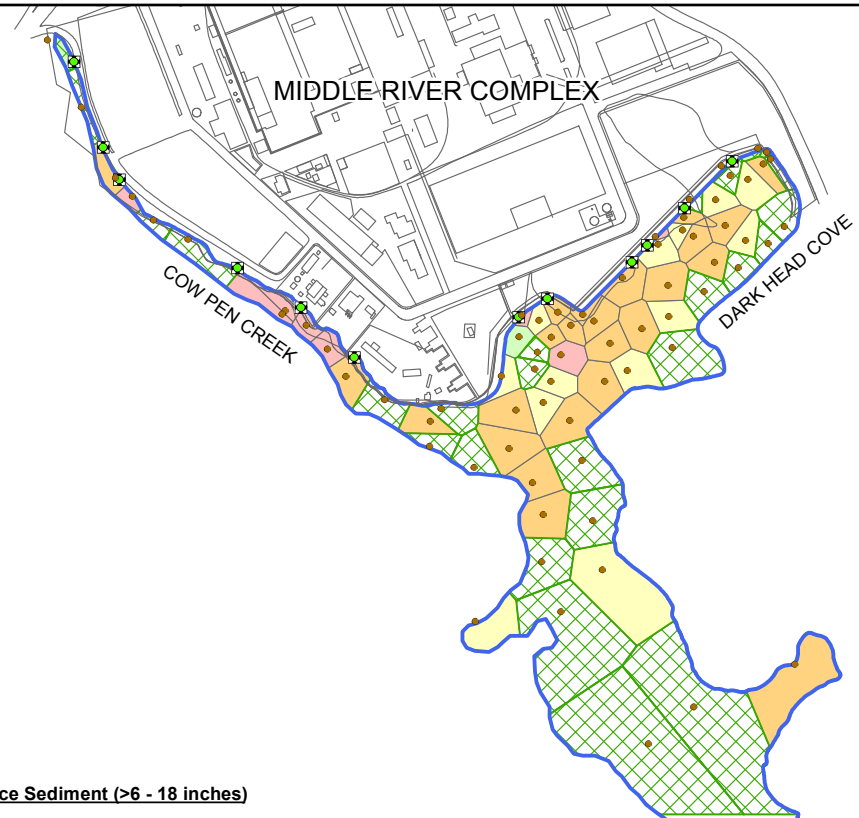 MIDDLE RIVER COMPLEX
COW PEN CREEK
DARK HEAD COVE
ce Sediment (>6 - 18 inches)